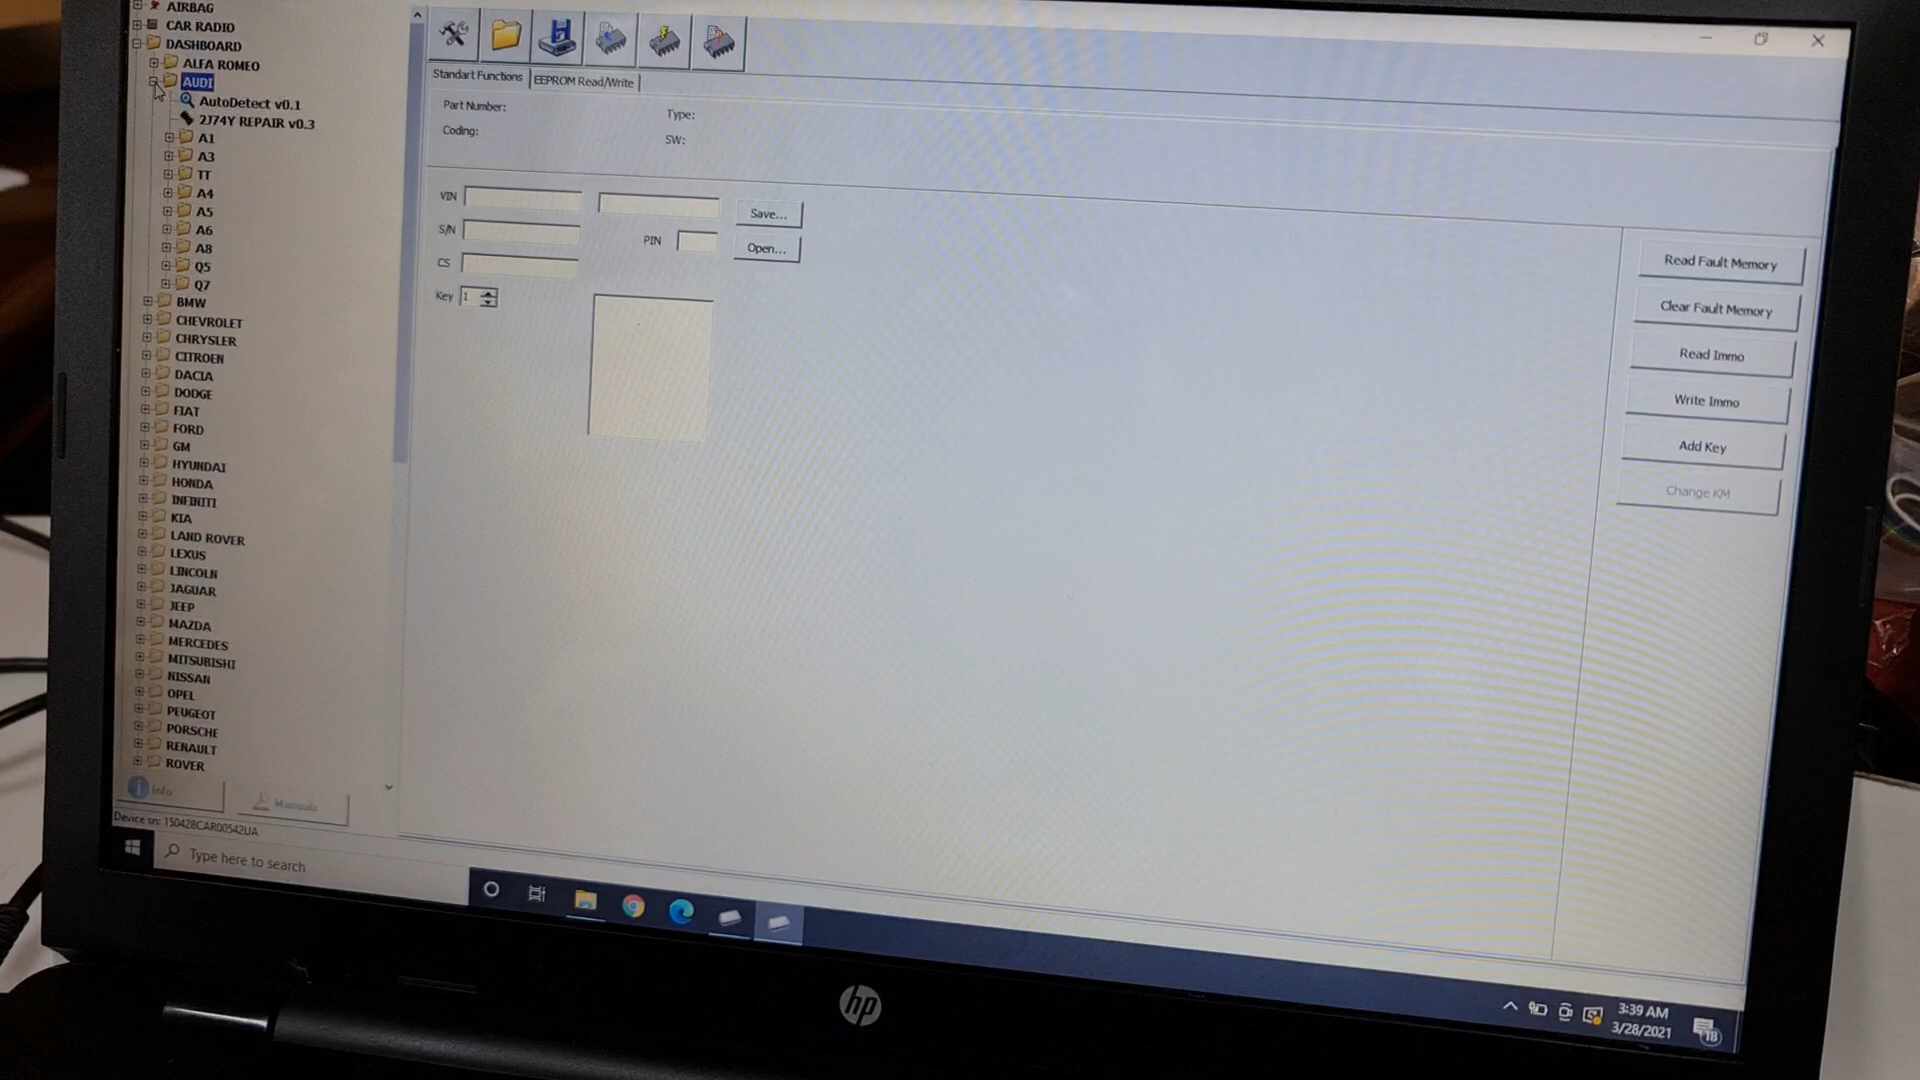 AIRBAG
CAR RADIO
DASHBOARD
ALFA ROMEO
AUDI
AutoDetect v0.1
2J74Y REPAIR v0.3
A1
A3
TT
A4
A5
A6
A8
Q5
Q7
BMW
CHEVROLET
CHRYSLER
CITROEN
DACIA
DODGE
FIAT
FORD
GM
HYUNDAI
HONDA
INFINITI
KIA
LAND ROVER
LEXUS
LINCOLN
JAGUAR
JEEP
MAZDA
MERCEDES
MITSUBISHI
NISSAN
OPEL
PEUGEOT
PORSCHE
RENAULT
ROVER
Info
Manuals
Device sn: 150428CAR00542UA
Standart Functions
EEPROM Read/Write
Part Number:
Type:
Coding:
SW:
VIN
Save...
S/N
PIN
Open...
CS
Key 1
Read Fault Memory
Clear Fault Memory
Read Immo
Write Immo
Add Key
Change KM
Type here to search
3:39 AM
3/28/2021
18
hp